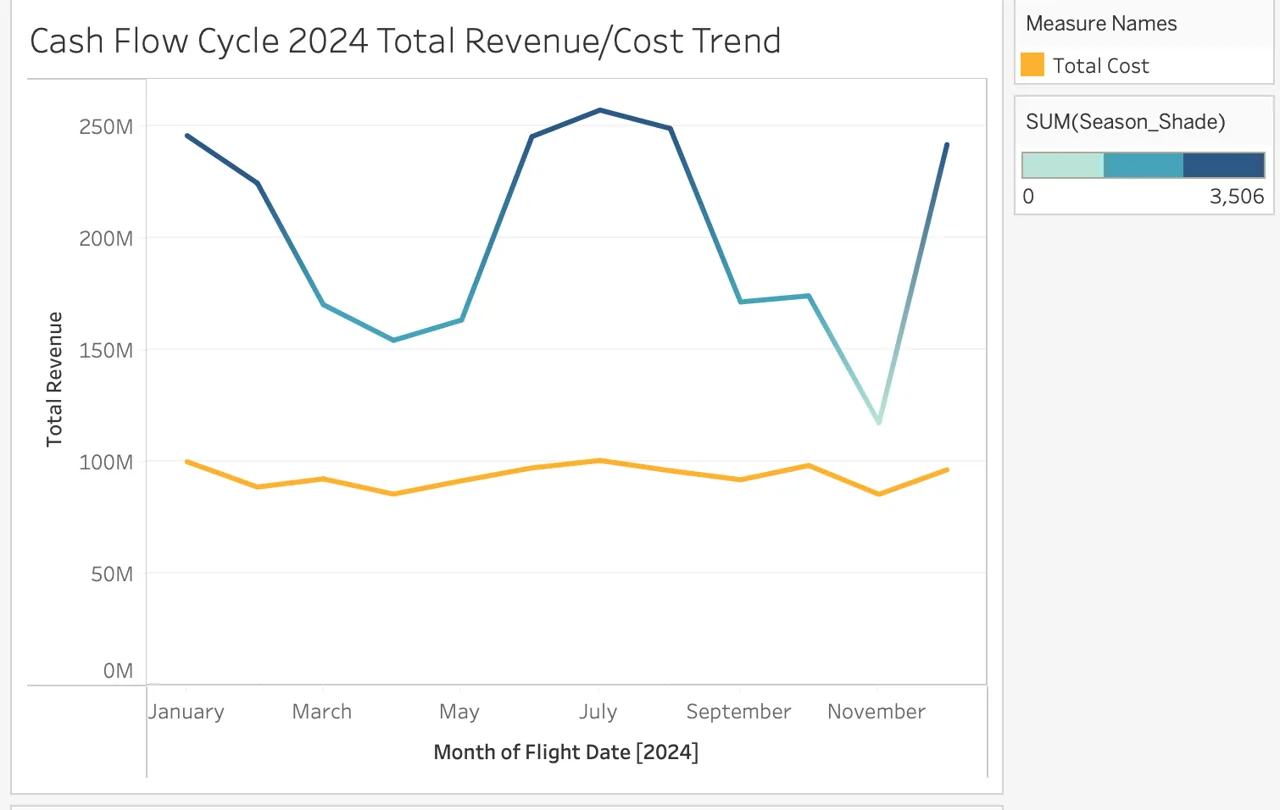 Cash Flow Cycle 2024 Total Revenue/Cost Trend
Measure Names
Total Cost
SUM(Season_Shade)
0 3,506
Total Revenue
250M
200M
150M
100M
50M
0M
January March May July September November
Month of Flight Date [2024]